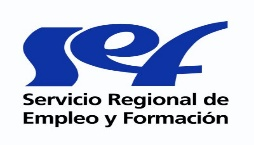 sef
Servicio Regional de
Empleo y Formación